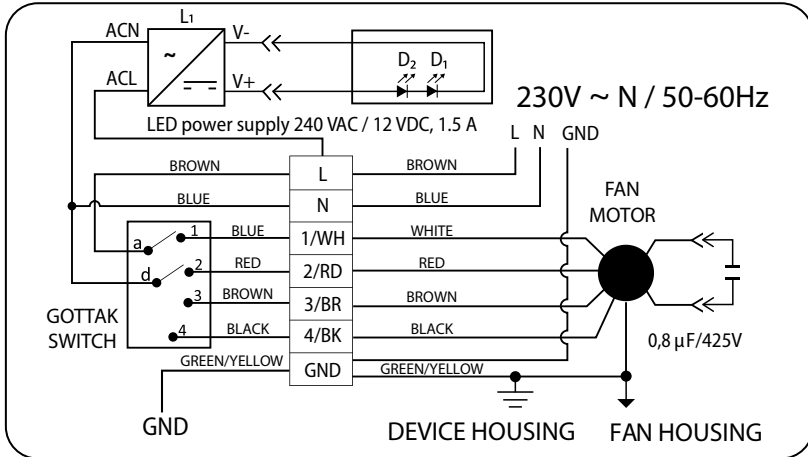 L1
ACN
V-
D2 D1
ACL
V+
230V ~ N / 50-60Hz
LED power supply 240 VAC / 12 VDC, 1.5 A
L N GND
BROWN L BROWN
BLUE N BLUE
FAN
MOTOR
a 1 BLUE 1/WH WHITE
d 2 RED 2/RD RED
3 BROWN 3/BR BROWN
4 BLACK 4/BK BLACK
GOTTAK
SWITCH
0,8 µF/425V
GREEN/YELLOW GND GREEN/YELLOW
GND
DEVICE HOUSING
FAN HOUSING